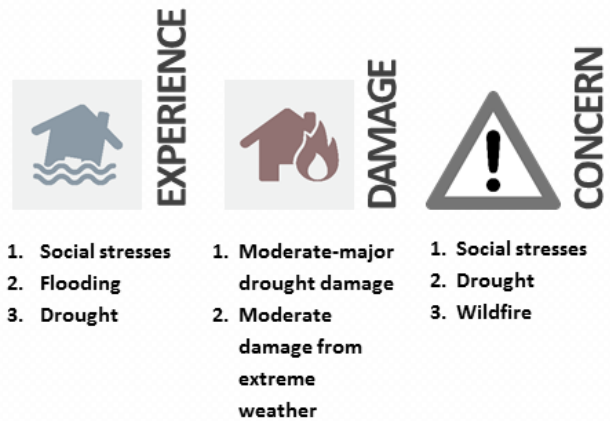 EXPERIENCE
1. Social stresses
2. Flooding
3. Drought
DAMAGE
1. Moderate-major
drought damage
2. Moderate
damage from
extreme
weather
CONCERN
1. Social stresses
2. Drought
3. Wildfire